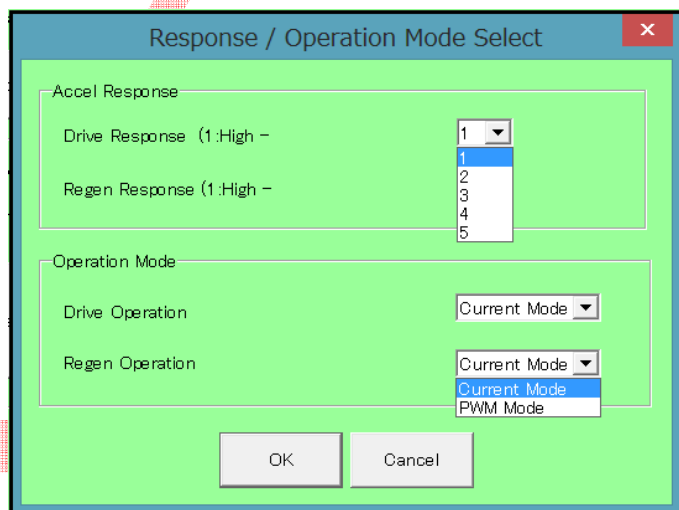 Response / Operation Mode Select
x
Accel Response
Drive Response (1:High -
1
1
2
3
4
5
Regen Response (1:High -
Operation Mode
Drive Operation
Current Mode
Regen Operation
Current Mode
Current Mode
PWM Mode
OK
Cancel